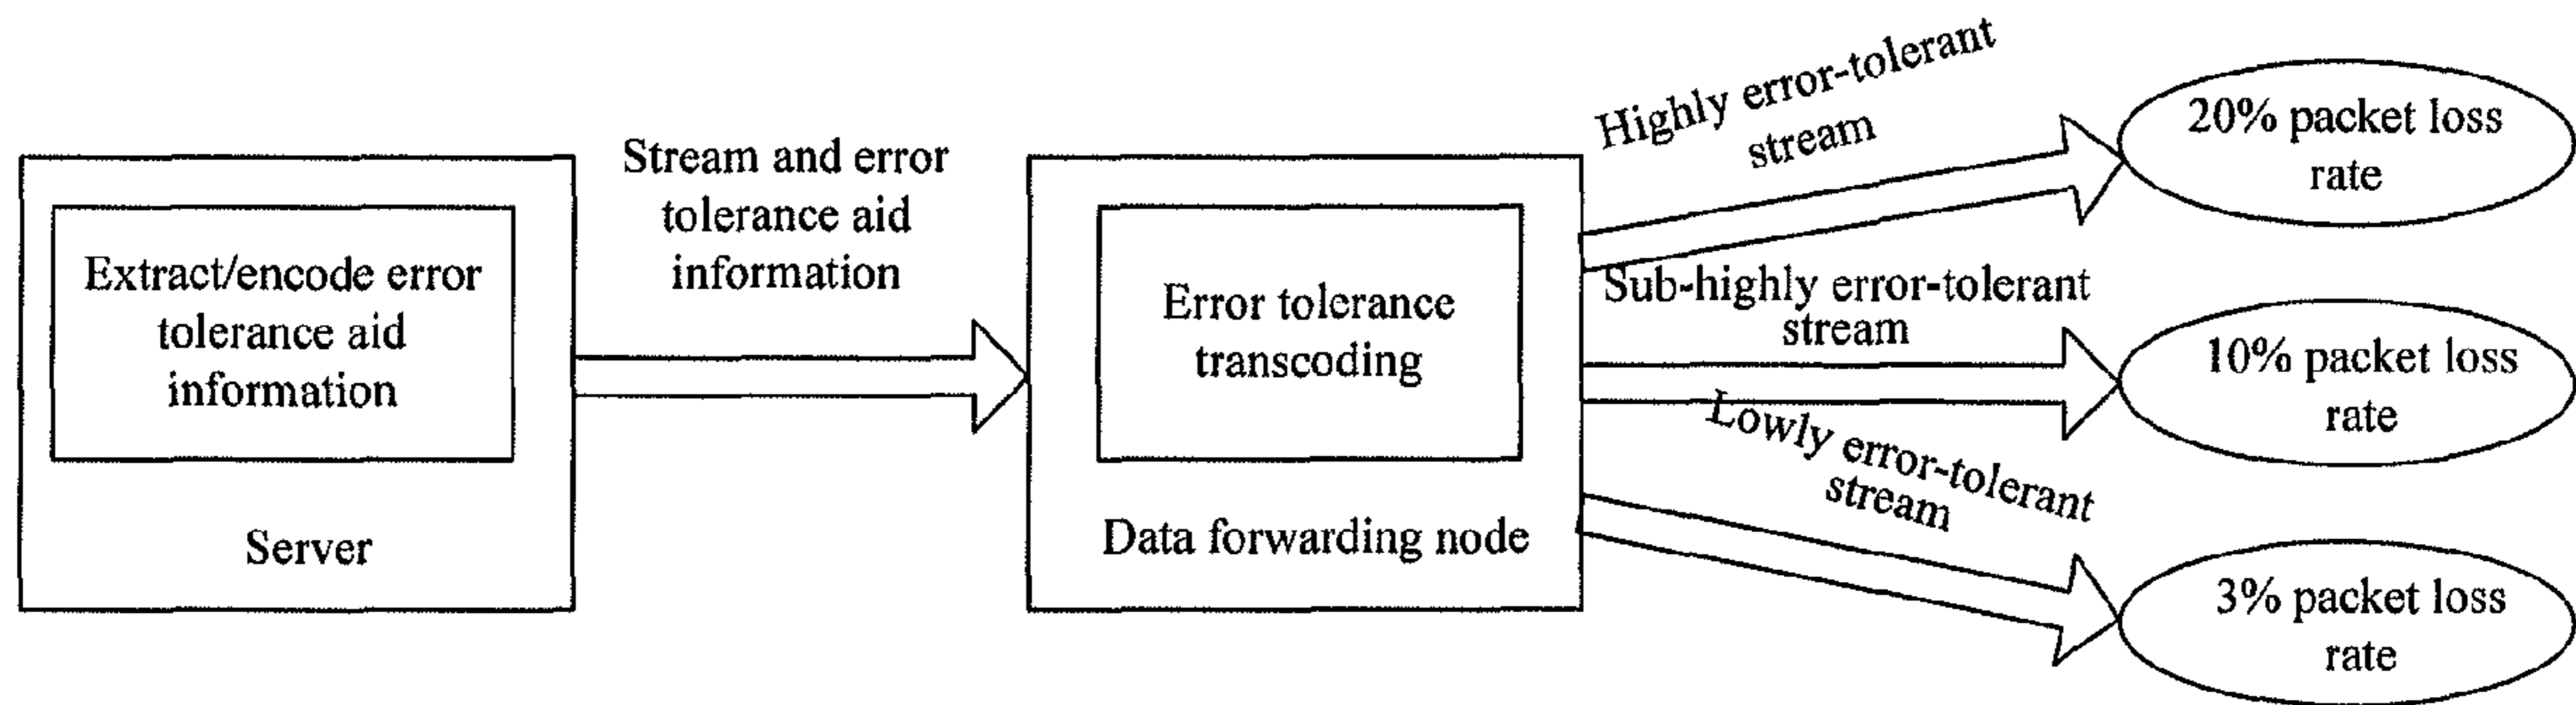 Extract/encode error
tolerance aid
information
Server
Stream and error
tolerance aid
information
Error tolerance
transcoding
Data forwarding node
Highly error-tolerant
stream
Sub-highly error-tolerant
stream
Lowly error-tolerant
stream
20% packet loss
rate
10% packet loss
rate
3% packet loss
rate